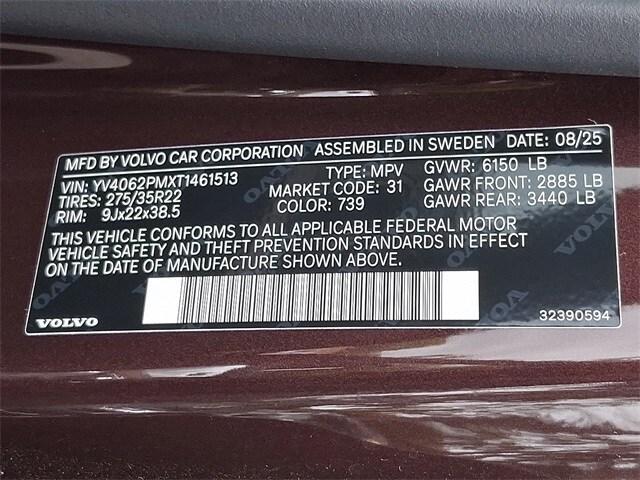 MFD BY VOLVO CAR CORPORATION ASSEMBLED IN SWEDEN DATE: 08/25
VIN: YV4062PMXT1461513 TYPE: MPV GVWR: 6150 LB
TIRES: 275/35R22 MARKET CODE: 31 GAWR FRONT: 2885 LB
RIM: 9Jx22x38.5 COLOR: 739 GAWR REAR: 3440 LB
THIS VEHICLE CONFORMS TO ALL APPLICABLE FEDERAL MOTOR
VEHICLE SAFETY AND THEFT PREVENTION STANDARDS IN EFFECT
ON THE DATE OF MANUFACTURE SHOWN ABOVE.
VOLVO 32390594